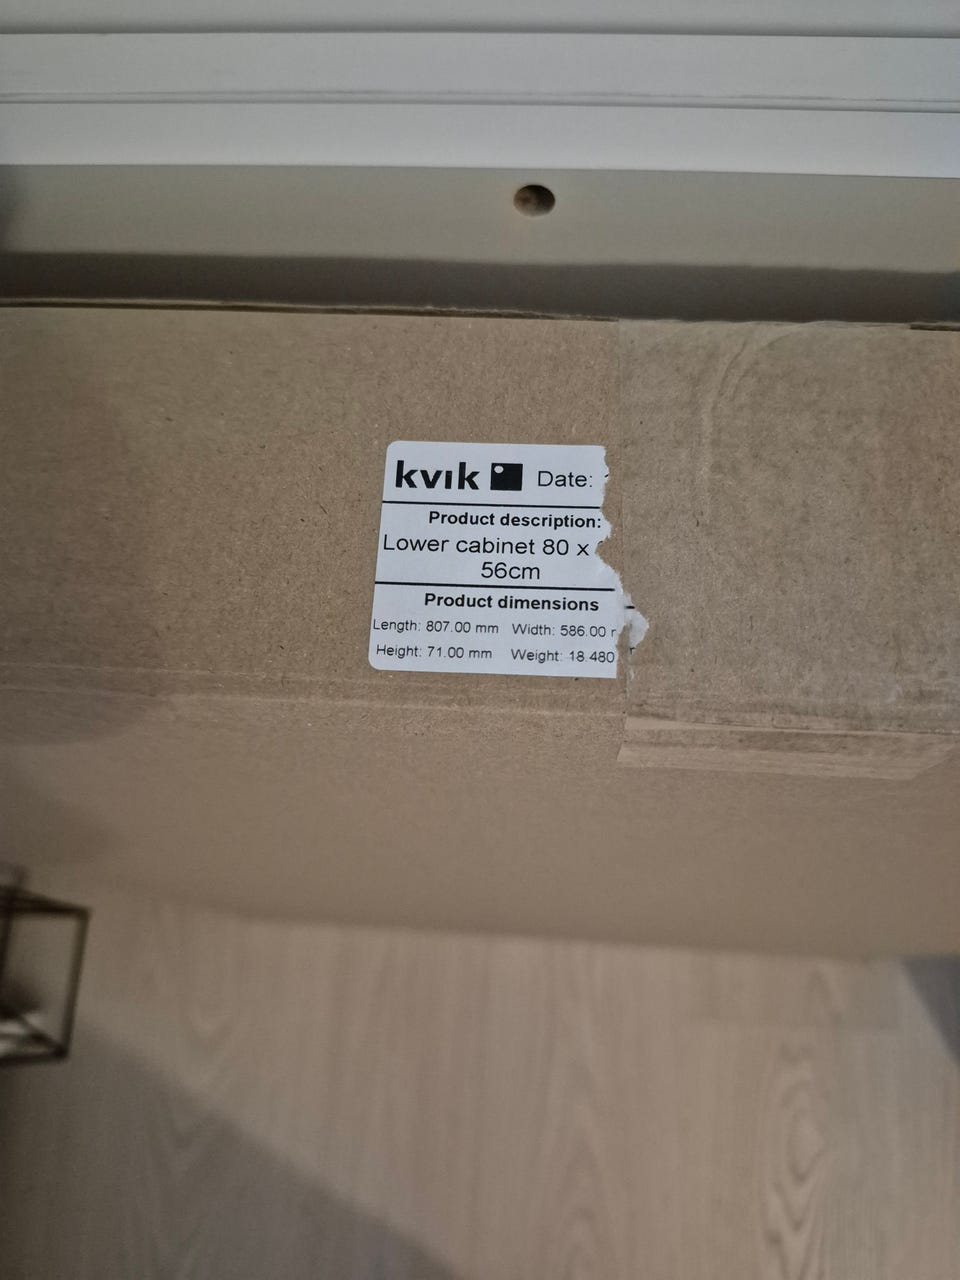 kvik Date:
Product description:
Lower cabinet 80 x
56cm
Product dimensions
Length: 807.00 mm Width: 586.00
Height: 71.00 mm Weight: 18.480